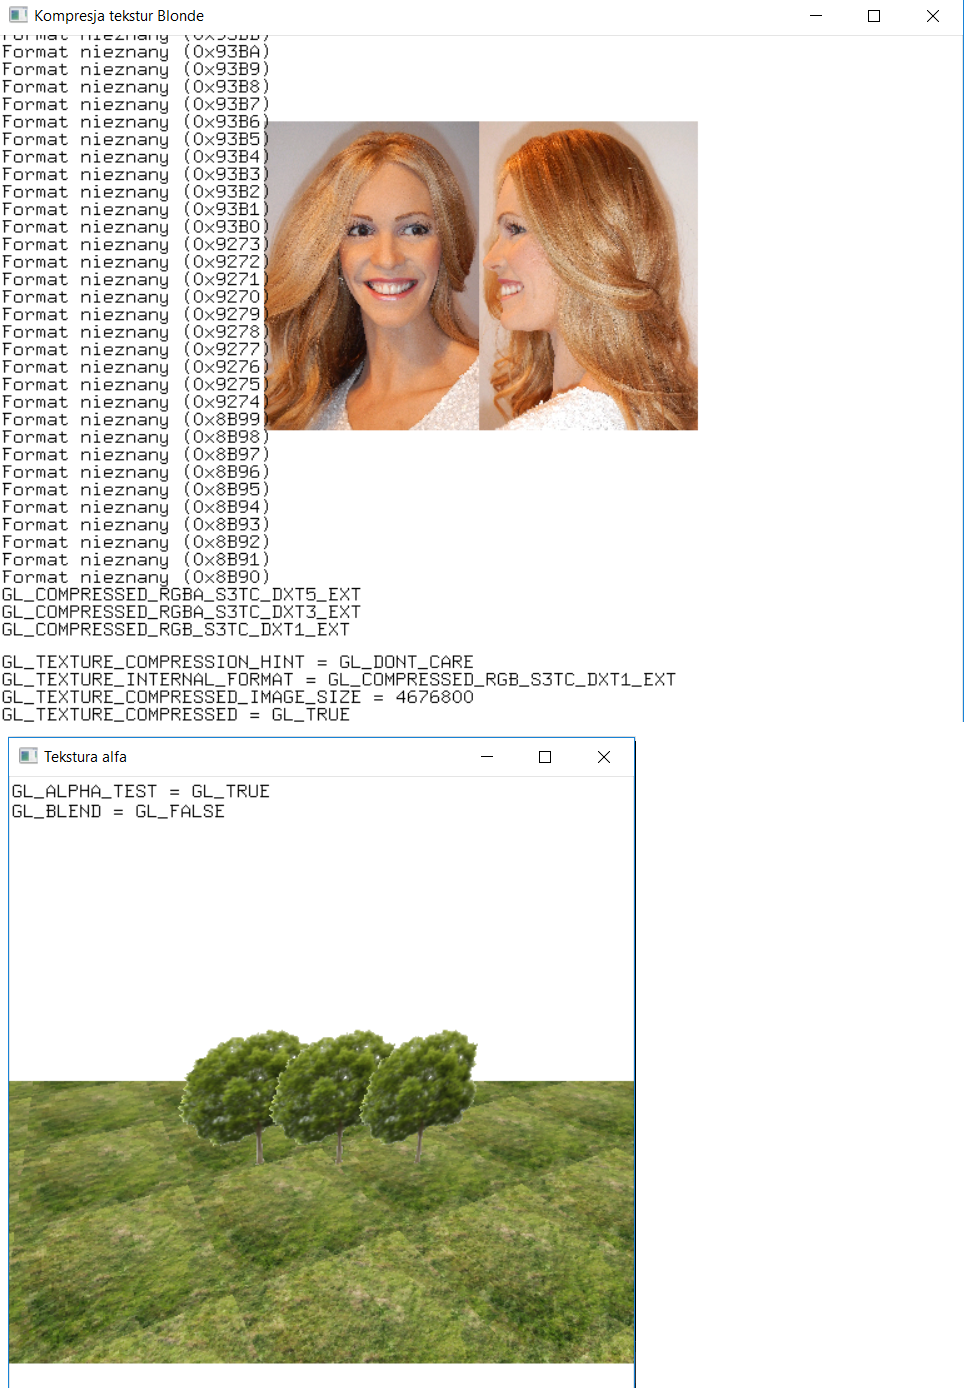 Kompresja tekstur Blonde
Format nieznany (0x93BB)
Format nieznany (0x93BA)
Format nieznany (0x93B9)
Format nieznany (0x93B8)
Format nieznany (0x93B7)
Format nieznany (0x93B6)
Format nieznany (0x93B5)
Format nieznany (0x93B4)
Format nieznany (0x93B3)
Format nieznany (0x93B2)
Format nieznany (0x93B1)
Format nieznany (0x93B0)
Format nieznany (0x9273)
Format nieznany (0x9272)
Format nieznany (0x9271)
Format nieznany (0x9270)
Format nieznany (0x9279)
Format nieznany (0x9278)
Format nieznany (0x9277)
Format nieznany (0x9276)
Format nieznany (0x9275)
Format nieznany (0x9274)
Format nieznany (0x8B99)
Format nieznany (0x8B98)
Format nieznany (0x8B97)
Format nieznany (0x8B96)
Format nieznany (0x8B95)
Format nieznany (0x8B94)
Format nieznany (0x8B93)
Format nieznany (0x8B92)
Format nieznany (0x8B91)
Format nieznany (0x8B90)
GL_COMPRESSED_RGBA_S3TC_DXT5_EXT
GL_COMPRESSED_RGBA_S3TC_DXT3_EXT
GL_COMPRESSED_RGB_S3TC_DXT1_EXT
GL_TEXTURE_COMPRESSION_HINT = GL_DONT_CARE
GL_TEXTURE_INTERNAL_FORMAT = GL_COMPRESSED_RGB_S3TC_DXT1_EXT
GL_TEXTURE_COMPRESSED_IMAGE_SIZE = 4676800
GL_TEXTURE_COMPRESSED = GL_TRUE
Tekstura alfa
GL_ALPHA_TEST = GL_TRUE
GL_BLEND = GL_FALSE